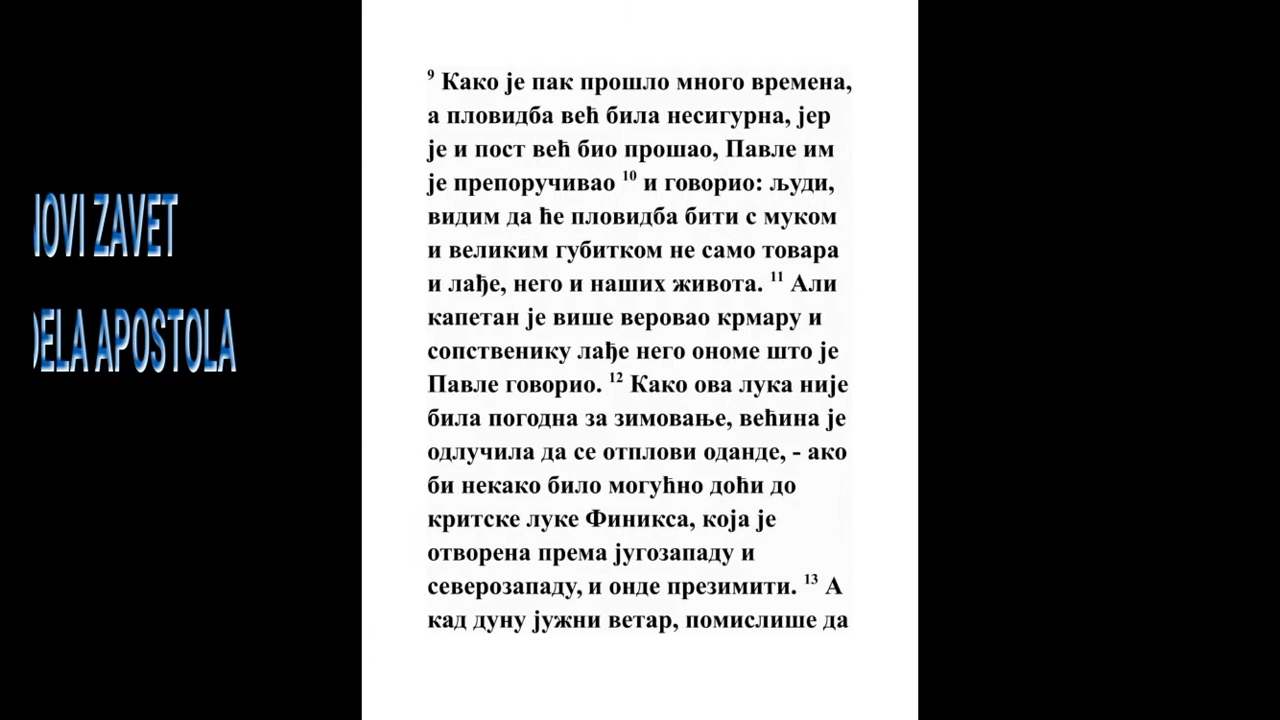 OVI ZAVET
DELA APOSTOLA
⁹ Како је пак прошло много времена,
а пловидба већ била несигурна, јер
је и пост већ био прошао, Павле им
је препоручивао ¹⁰ и говорио: људи,
видим да ће пловидба бити с муком
и великим губитком не само товара
и лађе, него и наших живота. ¹¹ Али
капетан је више веровао крмару и
сопственику лађе него ономе што је
Павле говорио. ¹² Како ова лука није
била погодна за зимовање, већина је
одлучила да се отплови оданде, - ако
би некако било могућно доћи до
критске луке Финикса, која је
отворена према југозападу и
северозападу, и онде презимити. ¹³ А
кад дуну јужни ветар, помислише да